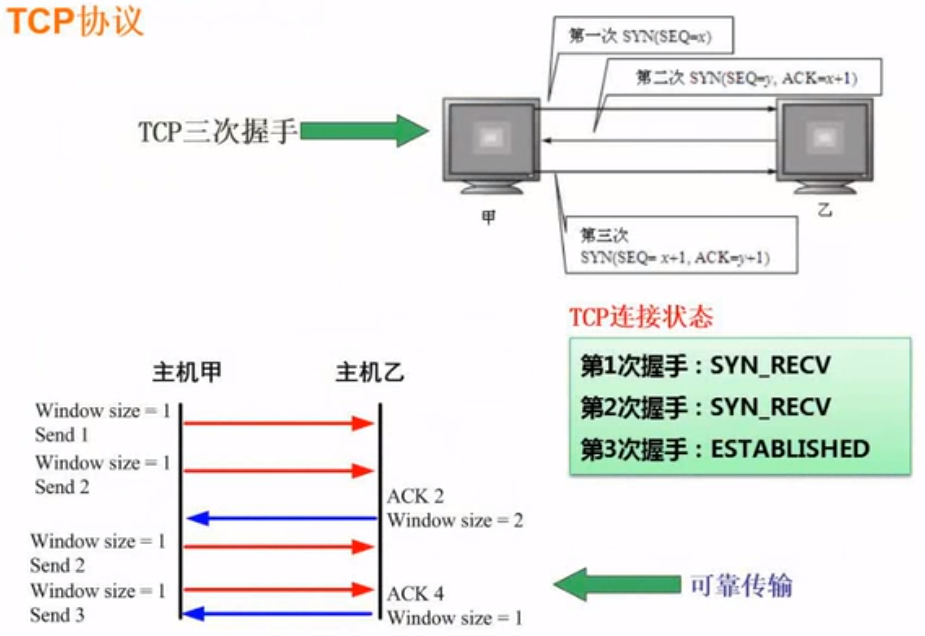 TCP协议
第一次 SYN(SEQ=x)
第二次 SYN(SEQ=y, ACK=x+1)
TCP三次握手
甲
乙
第三次
SYN(SEQ= x+1, ACK=y+1)
TCP连接状态
第1次握手：SYN_RECV
第2次握手：SYN_RECV
第3次握手：ESTABLISHED
主机甲
主机乙
Window size = 1
Send 1
Window size = 1
Send 2
ACK 2
Window size = 2
Window size = 1
Send 2
Window size = 1
Send 3
ACK 4
Window size = 1
可靠传输